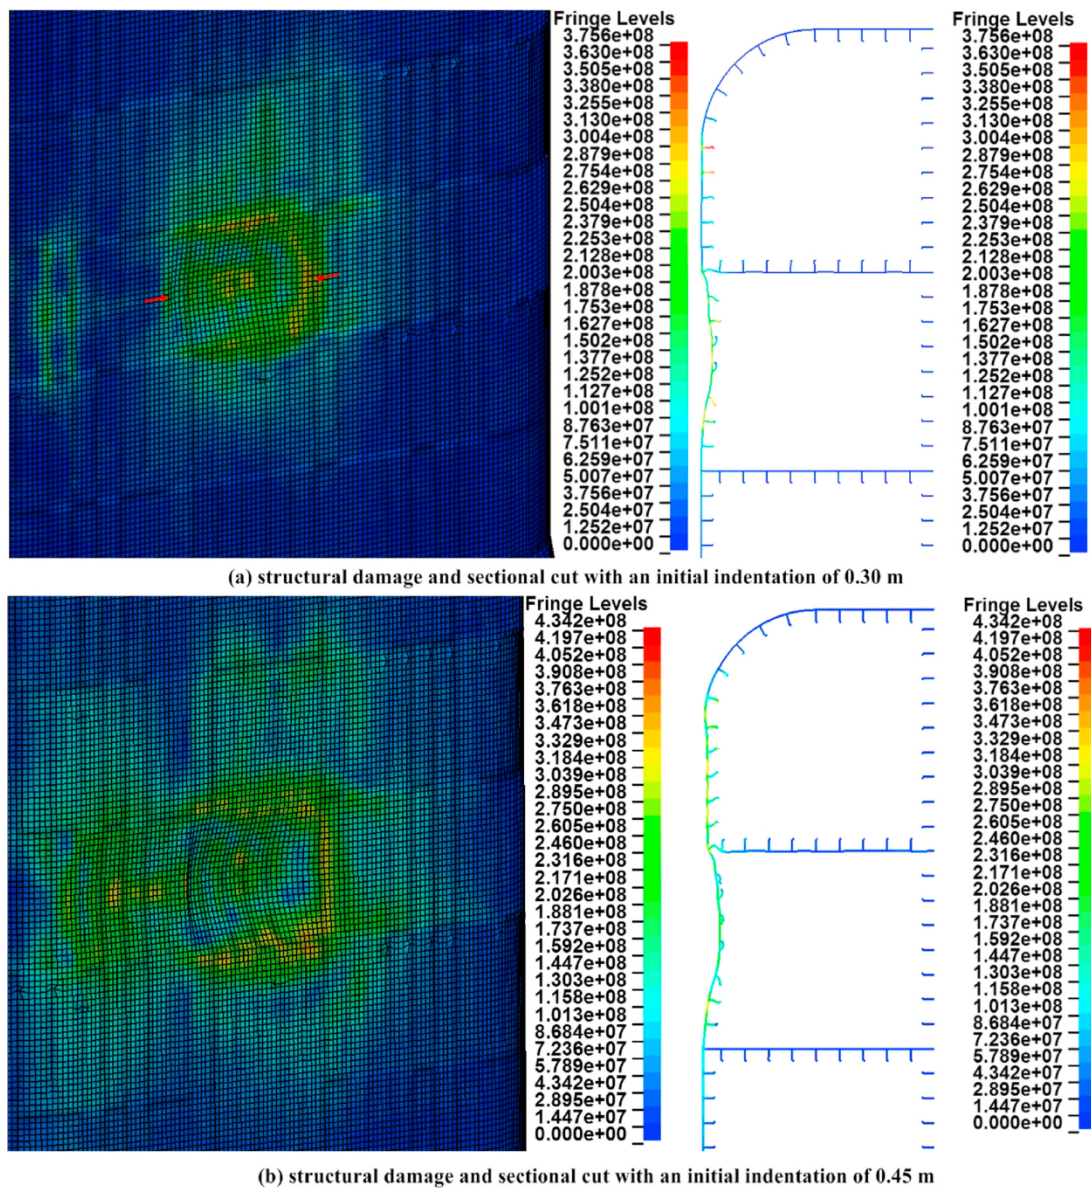 Fringe Levels
3.756e+08
3.630e+08
3.505e+08
3.380e+08
3.255e+08
3.130e+08
3.004e+08
2.879e+08
2.754e+08
2.629e+08
2.504e+08
2.379e+08
2.253e+08
2.128e+08
2.003e+08
1.878e+08
1.753e+08
1.627e+08
1.502e+08
1.377e+08
1.252e+08
1.127e+08
1.001e+08
8.763e+07
7.511e+07
6.259e+07
5.007e+07
3.756e+07
2.504e+07
1.252e+07
0.000e+00
Fringe Levels
3.756e+08
3.630e+08
3.505e+08
3.380e+08
3.255e+08
3.130e+08
3.004e+08
2.879e+08
2.754e+08
2.629e+08
2.504e+08
2.379e+08
2.253e+08
2.128e+08
2.003e+08
1.878e+08
1.753e+08
1.627e+08
1.502e+08
1.377e+08
1.252e+08
1.127e+08
1.001e+08
8.763e+07
7.511e+07
6.259e+07
5.007e+07
3.756e+07
2.504e+07
1.252e+07
0.000e+00
(a) structural damage and sectional cut with an initial indentation of 0.30 m
Fringe Levels
4.342e+08
4.197e+08
4.052e+08
3.908e+08
3.763e+08
3.618e+08
3.473e+08
3.329e+08
3.184e+08
3.039e+08
2.895e+08
2.750e+08
2.605e+08
2.460e+08
2.316e+08
2.171e+08
2.026e+08
1.881e+08
1.737e+08
1.592e+08
1.447e+08
1.303e+08
1.158e+08
1.013e+08
8.684e+07
7.236e+07
5.789e+07
4.342e+07
2.895e+07
1.447e+07
0.000e+00
Fringe Levels
4.342e+08
4.197e+08
4.052e+08
3.908e+08
3.763e+08
3.618e+08
3.473e+08
3.329e+08
3.184e+08
3.039e+08
2.895e+08
2.750e+08
2.605e+08
2.460e+08
2.316e+08
2.171e+08
2.026e+08
1.881e+08
1.737e+08
1.592e+08
1.447e+08
1.303e+08
1.158e+08
1.013e+08
8.684e+07
7.236e+07
5.789e+07
4.342e+07
2.895e+07
1.447e+07
0.000e+00
(b) structural damage and sectional cut with an initial indentation of 0.45 m